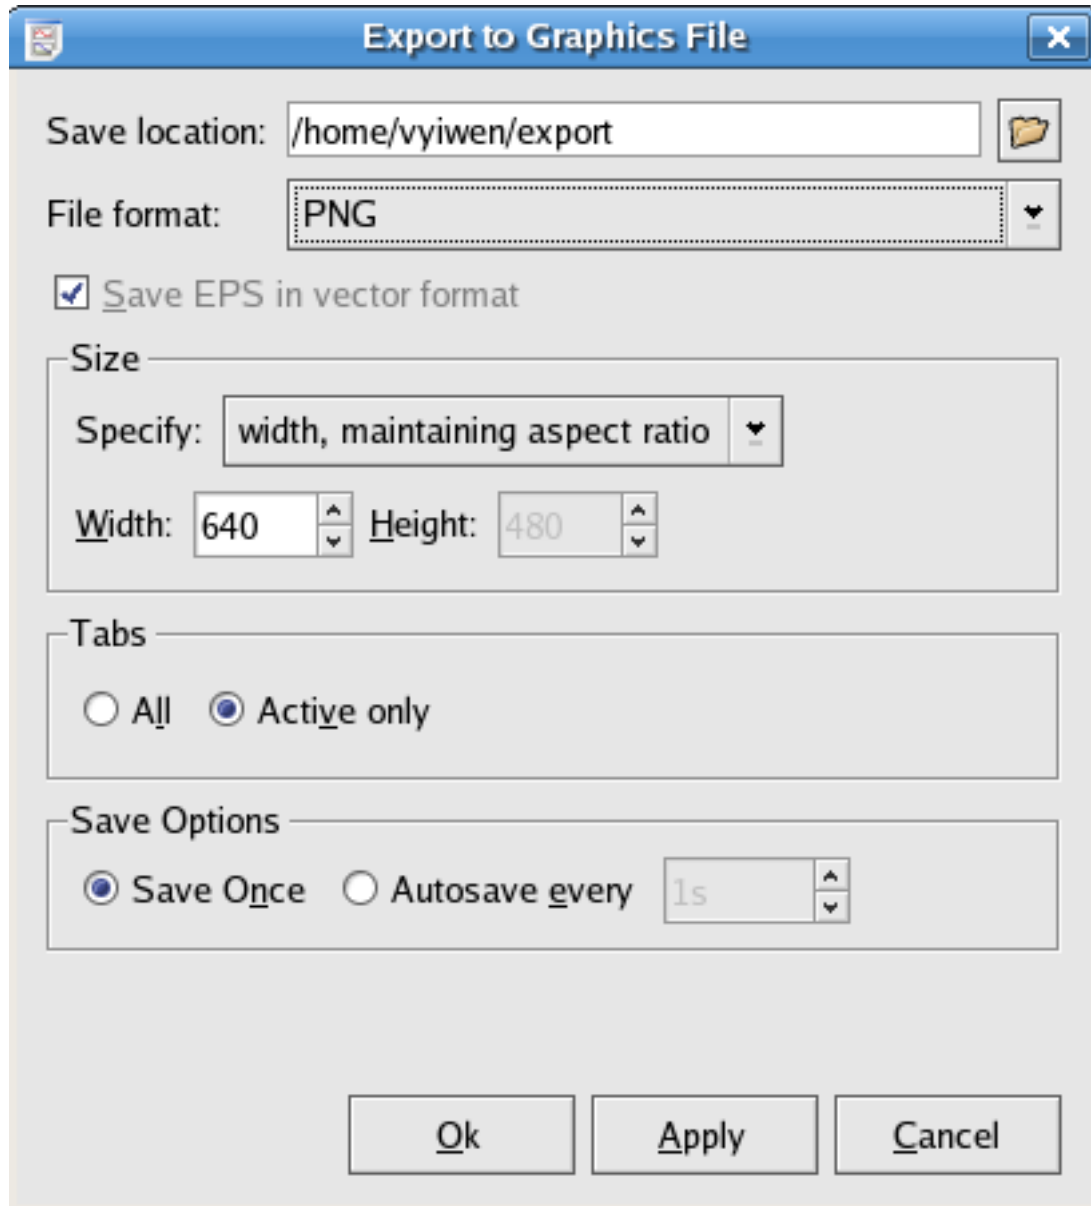 Export to Graphics File
Save location: /home/vyiwen/export
File format: PNG
Save EPS in vector format
Size
Specify: width, maintaining aspect ratio
Width: 640 Height: 480
Tabs
All Active only
Save Options
Save Once Autosave every 1s
Ok Apply Cancel